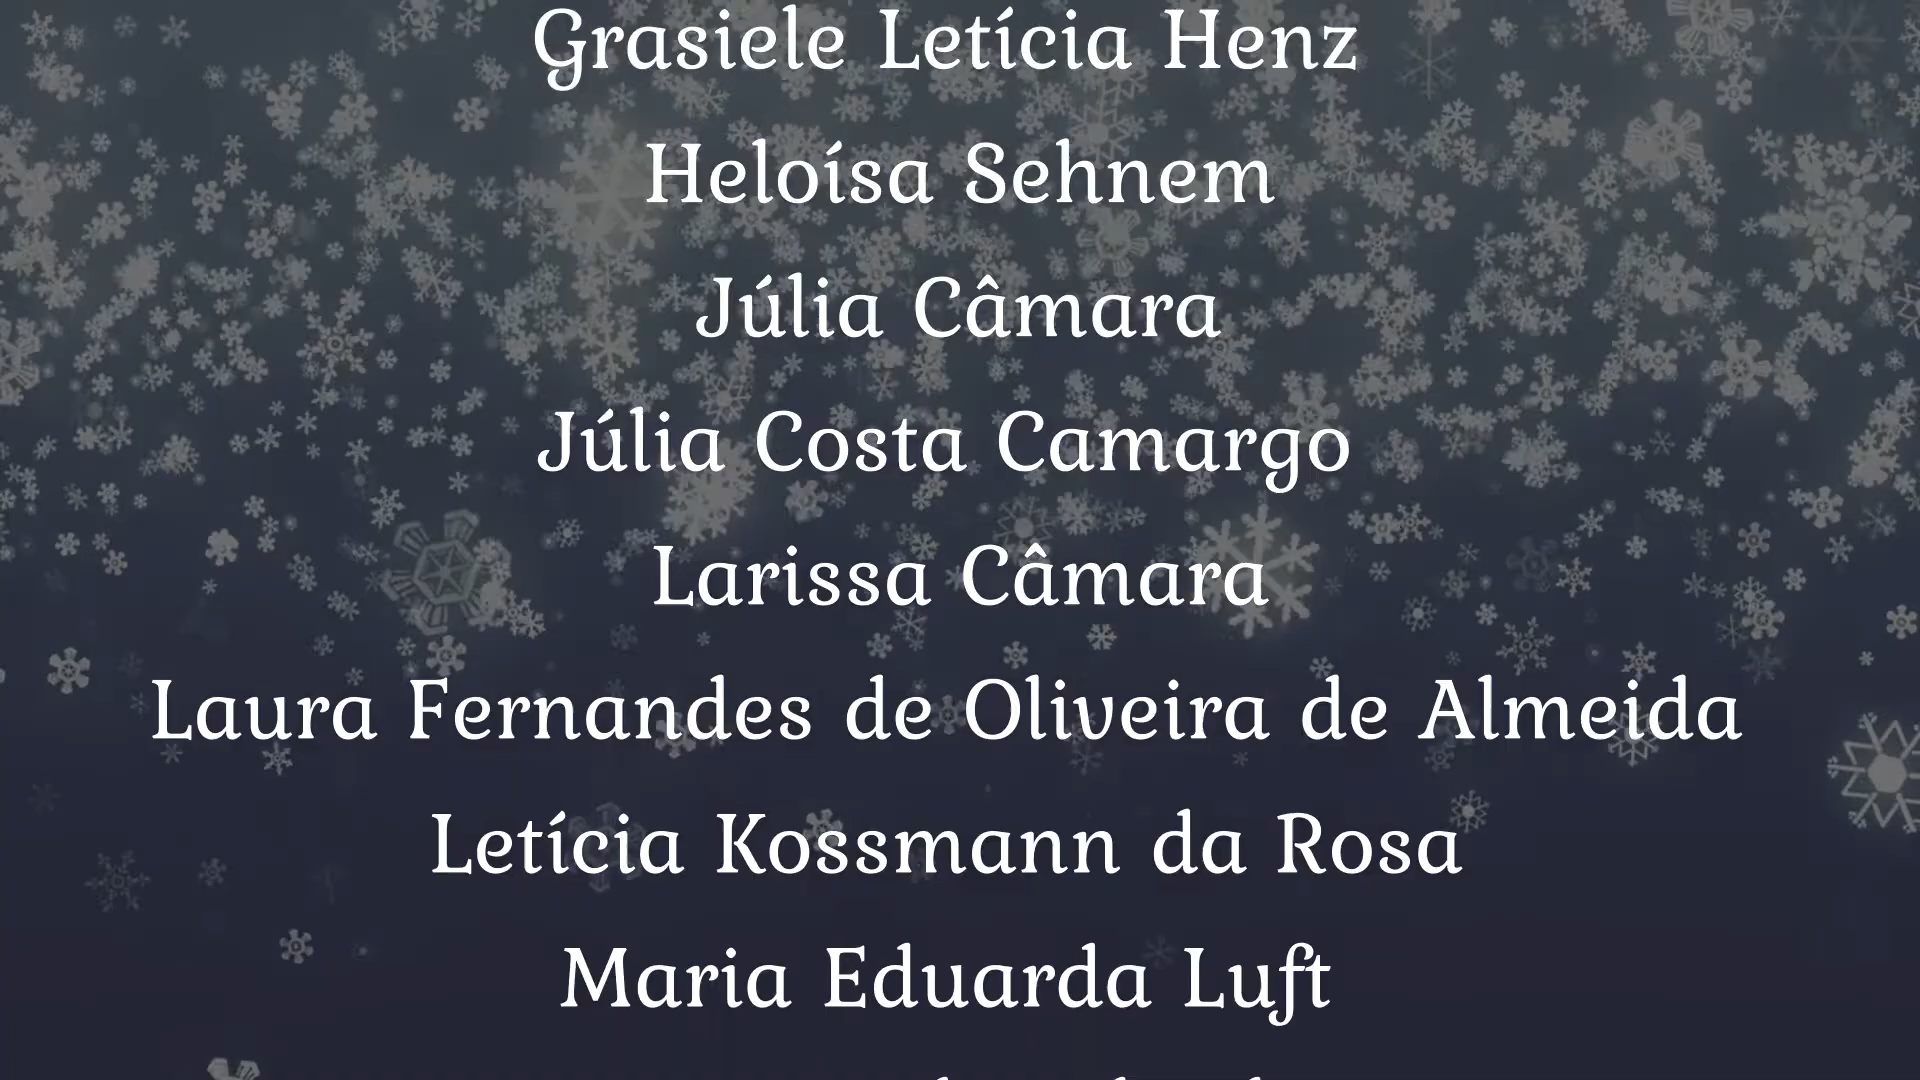 Grasiele Letícia Henz
Heloísa Sehnem
Júlia Câmara
Júlia Costa Camargo
Larissa Câmara
Laura Fernandes de Oliveira de Almeida
Letícia Kossmann da Rosa
Maria Eduarda Luft